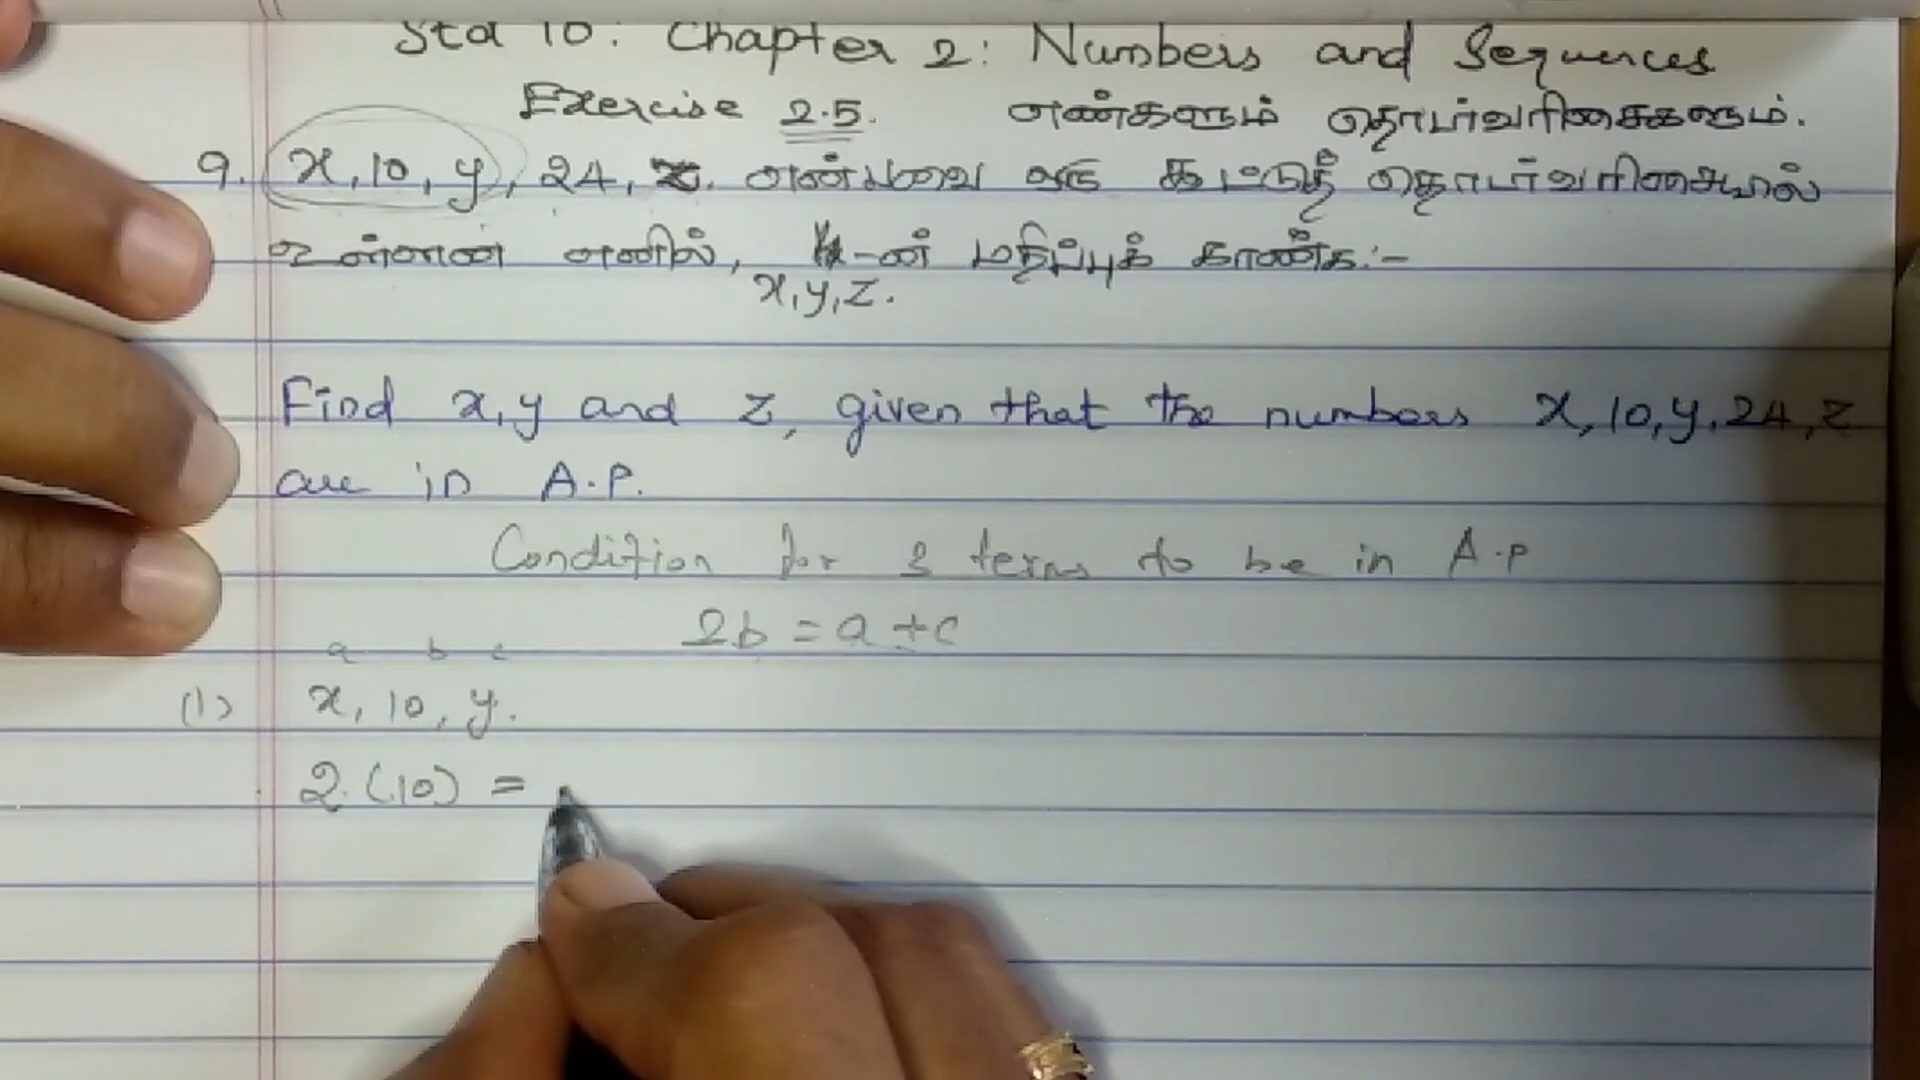 Std 10: Chapter 2: Numbers and Sequences
Exercise 2.5. எண்களும் தொடர்வரிசைகளும்.
9. x, 10, y, 24, z. என்பவை ஒரு கூட்டுத் தொடர்வரிசையில்
உள்ளன எனில், -ன் மதிப்புக் காண்க:-
x, y, z.
Find x, y and z, given that the numbers x, 10, y, 24, z
are in A.P.
Condition for 3 terms to be in A.P
2b = a + c
a b c
(1) x, 10, y.
2.(10) =